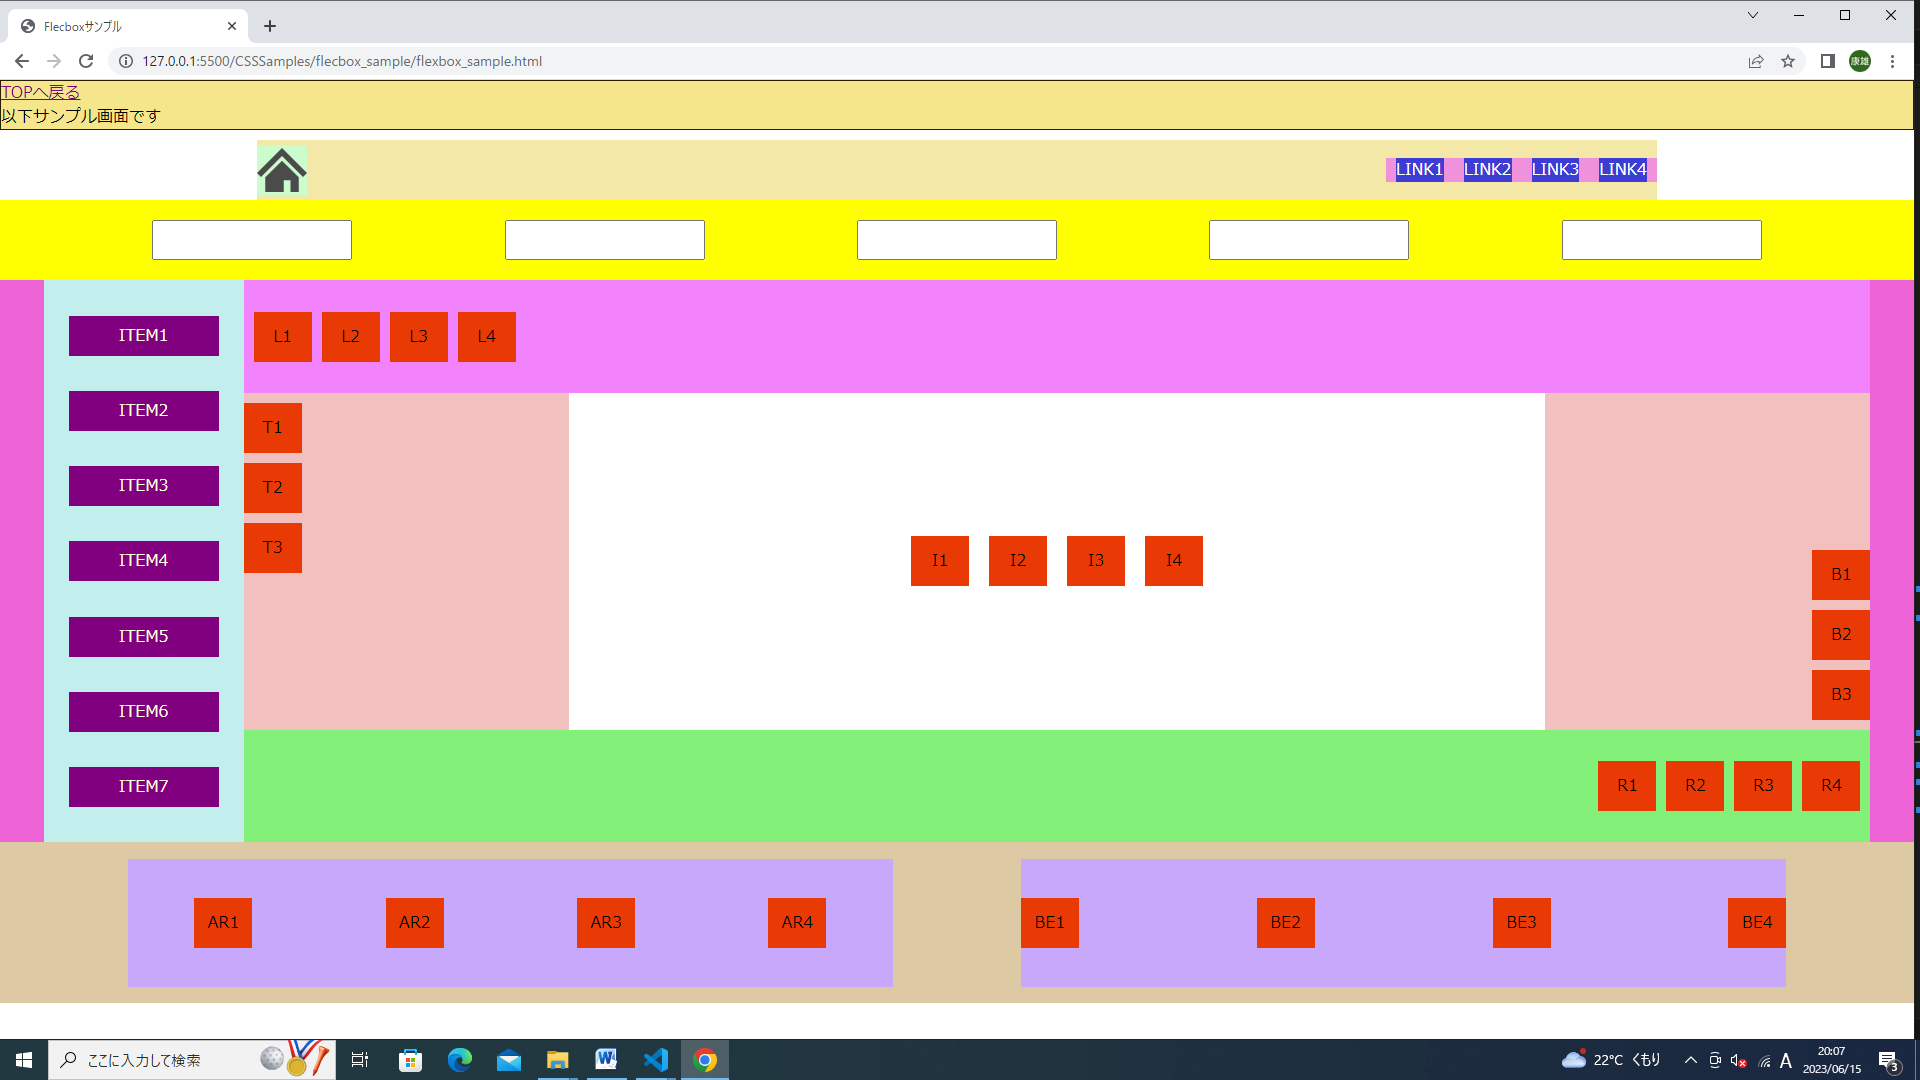 Flecboxサンプル
127.0.0.1:5500/CSSSamples/flecbox_sample/flexbox_sample.html
康雄
TOPへ戻る
以下サンプル画面です
LINK1 LINK2 LINK3 LINK4
ITEM1
ITEM2
ITEM3
ITEM4
ITEM5
ITEM6
ITEM7
L1 L2 L3 L4
T1
T2
T3
I1 I2 I3 I4
B1
B2
B3
R1 R2 R3 R4
AR1 AR2 AR3 AR4 BE1 BE2 BE3 BE4
ここに入力して検索
22°C くもり
A
20:07
2023/06/15
3